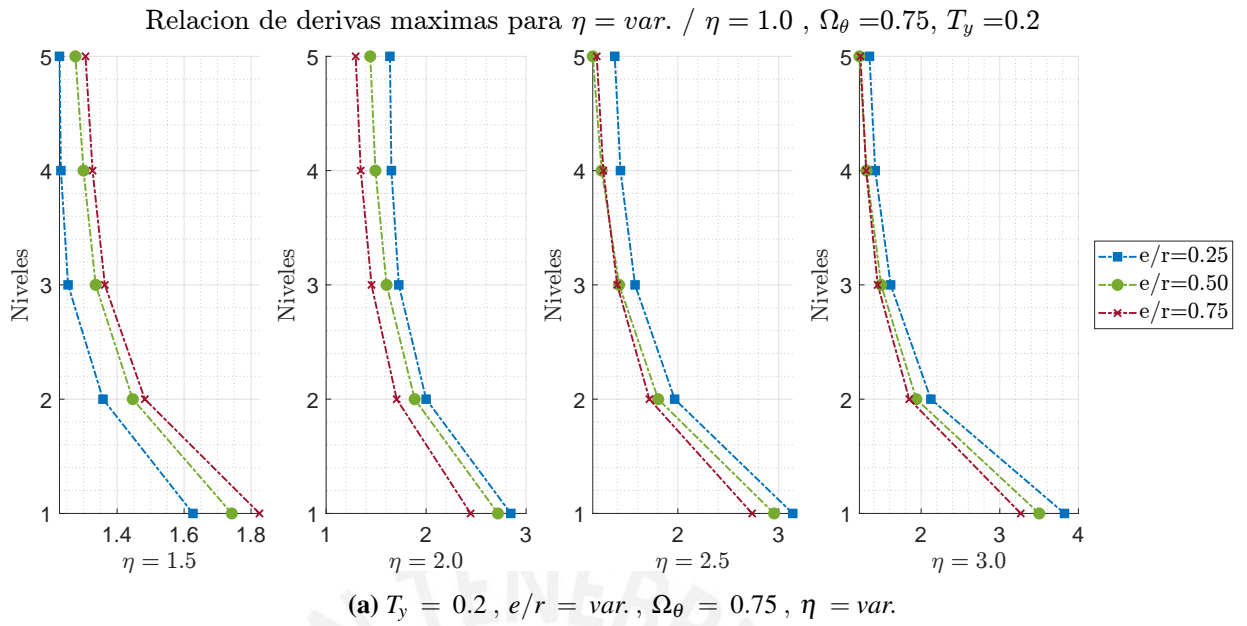 Relacion de derivas maximas para η = var. / η = 1.0 , Ω_θ =0.75, T_y =0.2
5
4
3
2
1
Niveles
1.4 1.6 1.8
η = 1.5
5
4
3
2
1
Niveles
1 2 3
η = 2.0
5
4
3
2
1
Niveles
2 3
η = 2.5
5
4
3
2
1
Niveles
2 3 4
η = 3.0
e/r=0.25
e/r=0.50
e/r=0.75
(a) T_y = 0.2 , e/r = var. , Ω_θ = 0.75 , η = var.